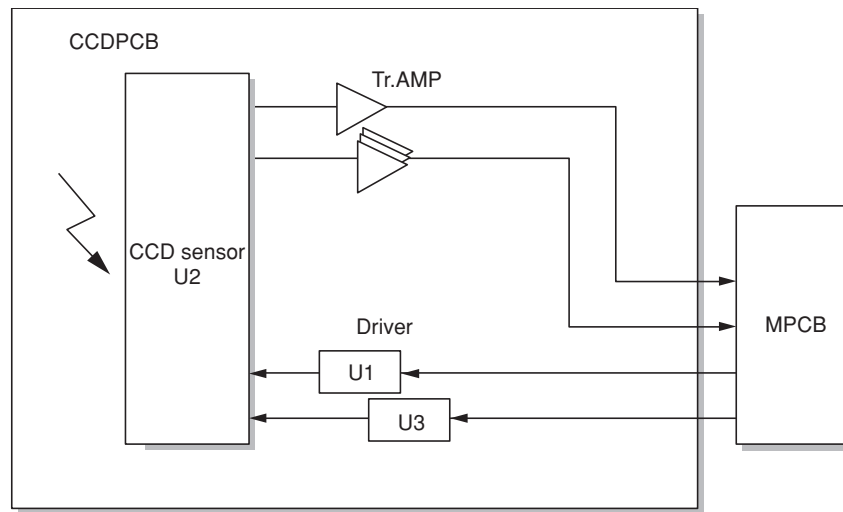 CCDPCB
Tr.AMP
CCD sensor
U2
Driver
U1
U3
MPCB